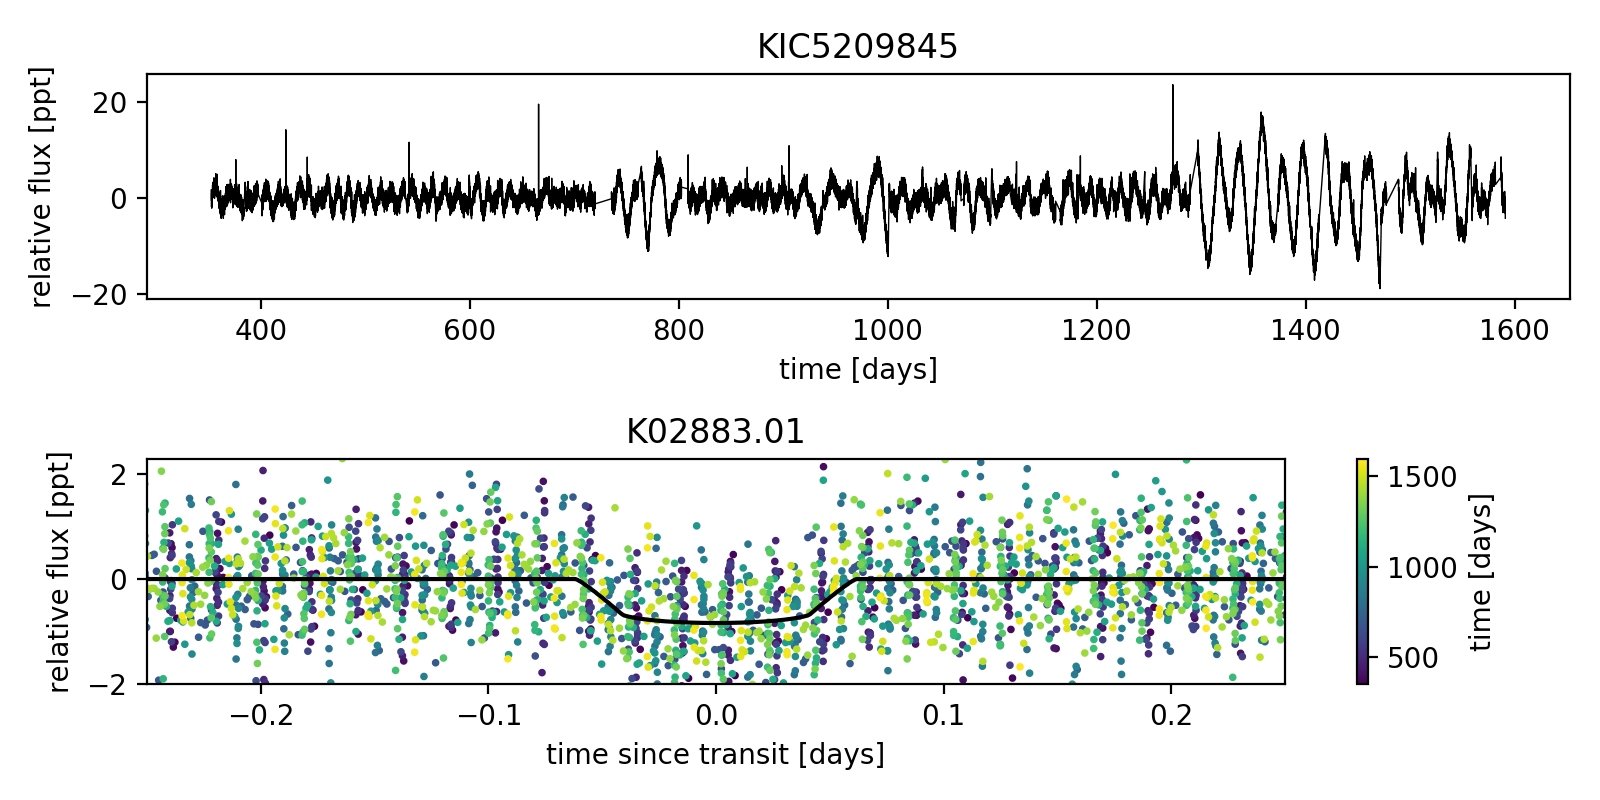 KIC5209845
relative flux [ppt]
20
0
−20
400 600 800 1000 1200 1400 1600
time [days]
K02883.01
relative flux [ppt]
2
0
−2
−0.2 −0.1 0.0 0.1 0.2
time since transit [days]
1500
1000
500
time [days]